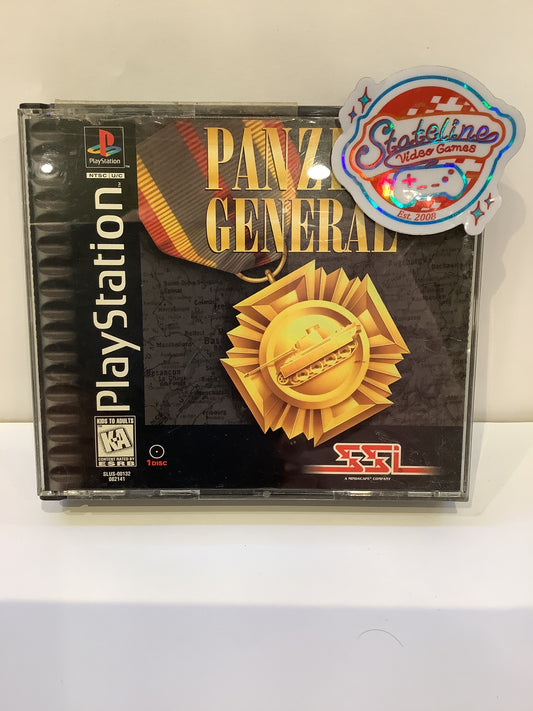 PlayStation
NTSC U/C
PlayStation
PANZE
GENERAL
Stateline
Video Games
Est. 2008
KIDS TO ADULTS
K-A
CONTENT RATED BY
ESRB
SLUS-00132
002141
1 DISC
SSI
A MINDSCAPE® COMPANY